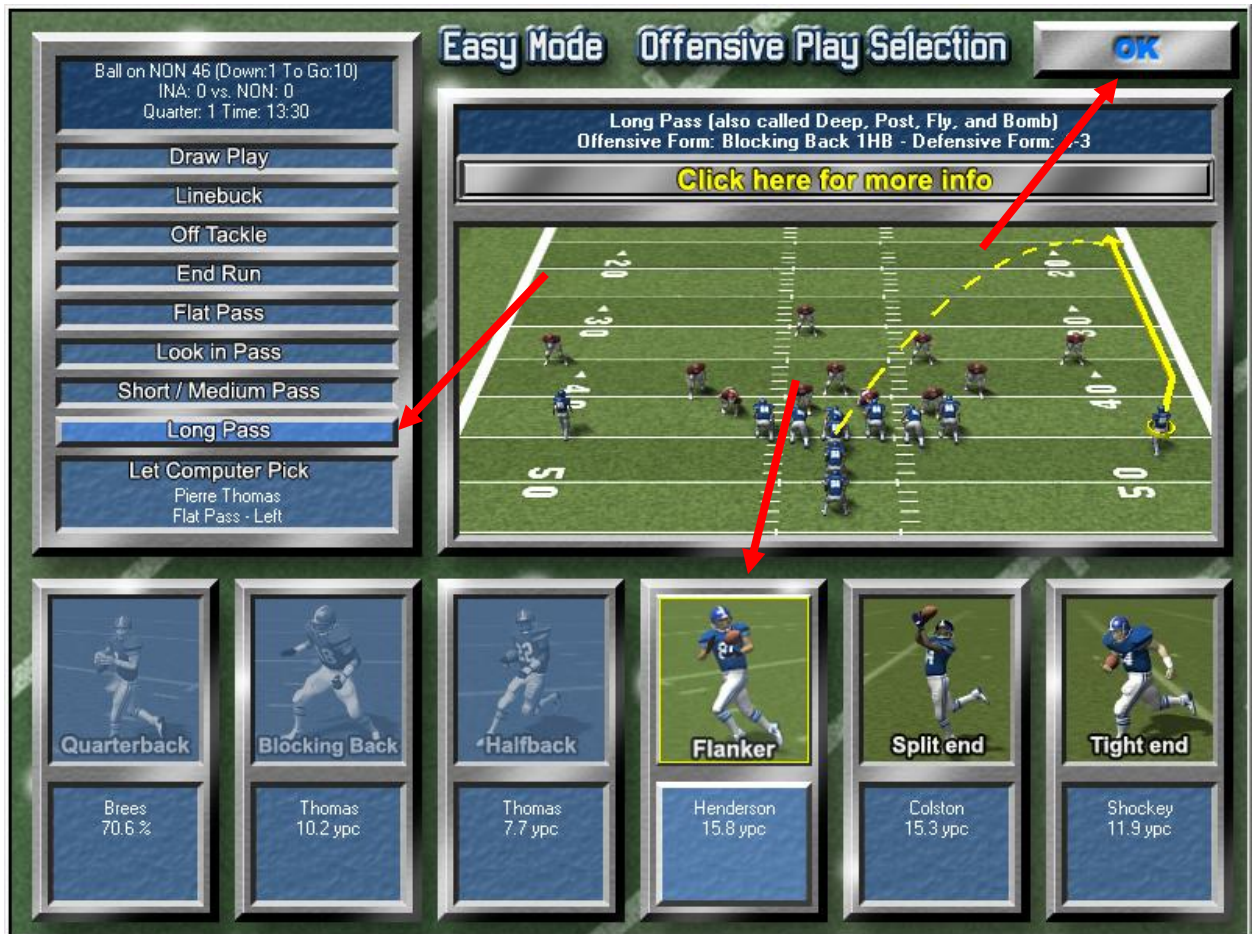 Easy Mode Offensive Play Selection
OK
Ball on NON 46 (Down:1 To Go:10)
INA: 0 vs. NON: 0
Quarter: 1 Time: 13:30
Draw Play
Linebuck
Off Tackle
End Run
Flat Pass
Look in Pass
Short / Medium Pass
Long Pass
Let Computer Pick
Pierre Thomas
Flat Pass - Left
Long Pass (also called Deep, Post, Fly, and Bomb)
Offensive Form: Blocking Back 1HB - Defensive Form: -3
Click here for more info
20 20
30 30
40 40
50 50
Quarterback
Brees
70.6 %
Blocking Back
Thomas
10.2 ypc
Halfback
Thomas
7.7 ypc
Flanker
Henderson
15.8 ypc
Split end
Colston
15.3 ypc
Tight end
Shockey
11.9 ypc